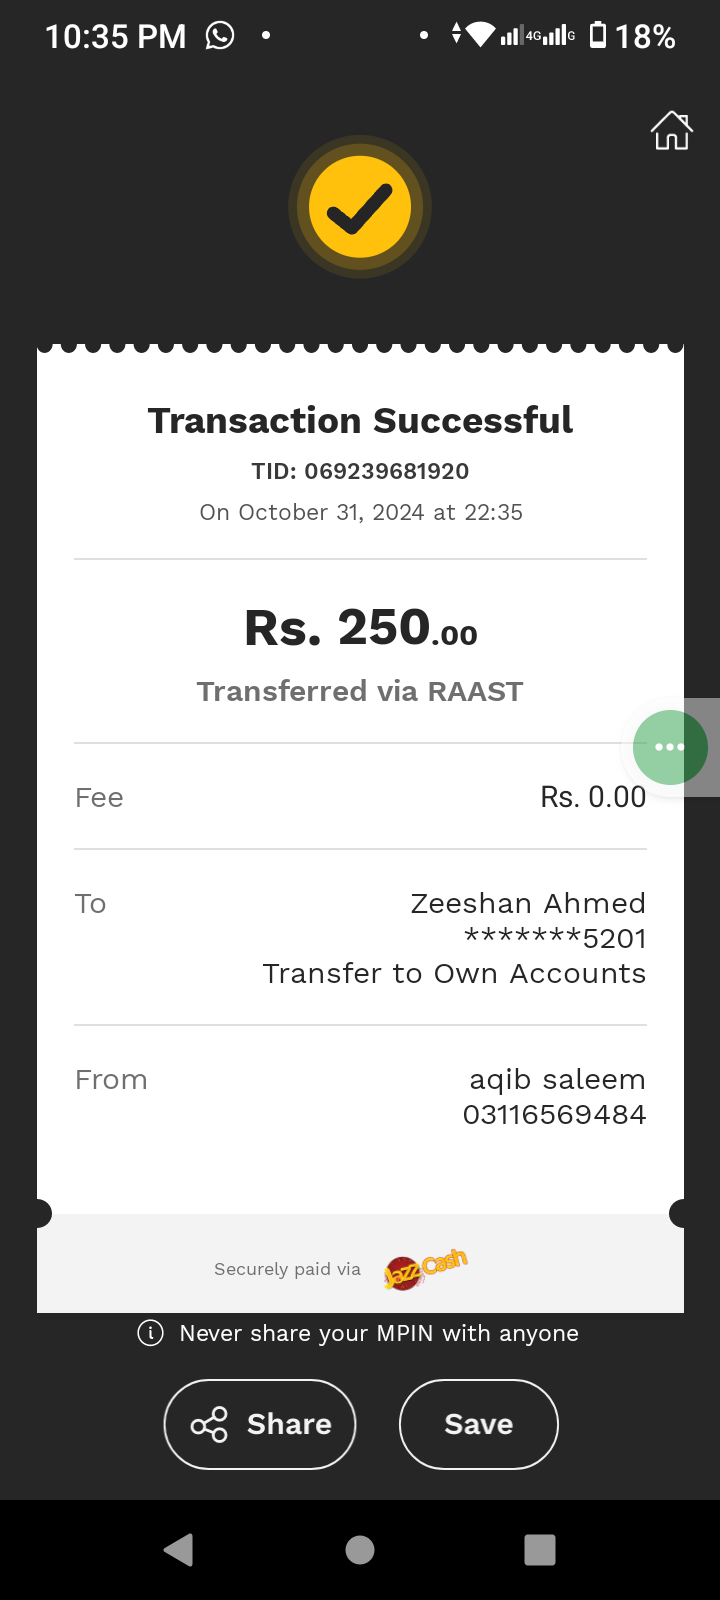 10:35 PM 4G G 18%
Transaction Successful
TID: 069239681920
On October 31, 2024 at 22:35
Rs. 250.00
Transferred via RAAST
Fee Rs. 0.00
To Zeeshan Ahmed
*******5201
Transfer to Own Accounts
From aqib saleem
03116569484
Securely paid via JazzCash
Never share your MPIN with anyone
Share Save